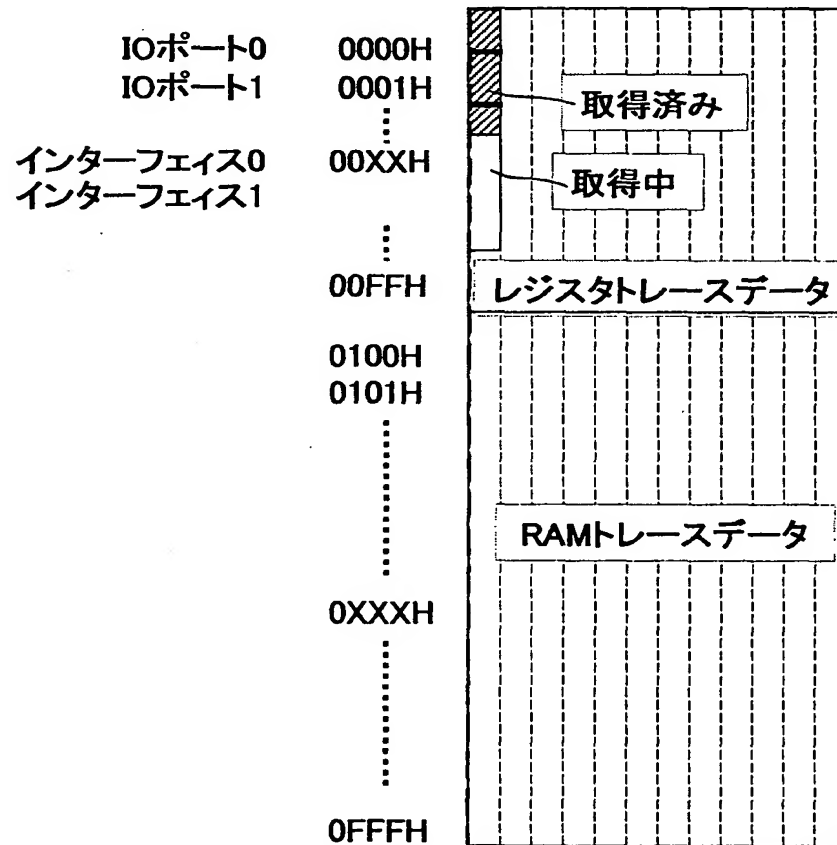 IOポート0 0000H
IOポート1 0001H
取得済み
インターフェイス0 00XXH
取得中
インターフェイス1
00FFH
レジスタトレースデータ
0100H
0101H
RAMトレースデータ
0XXXH
0FFFH